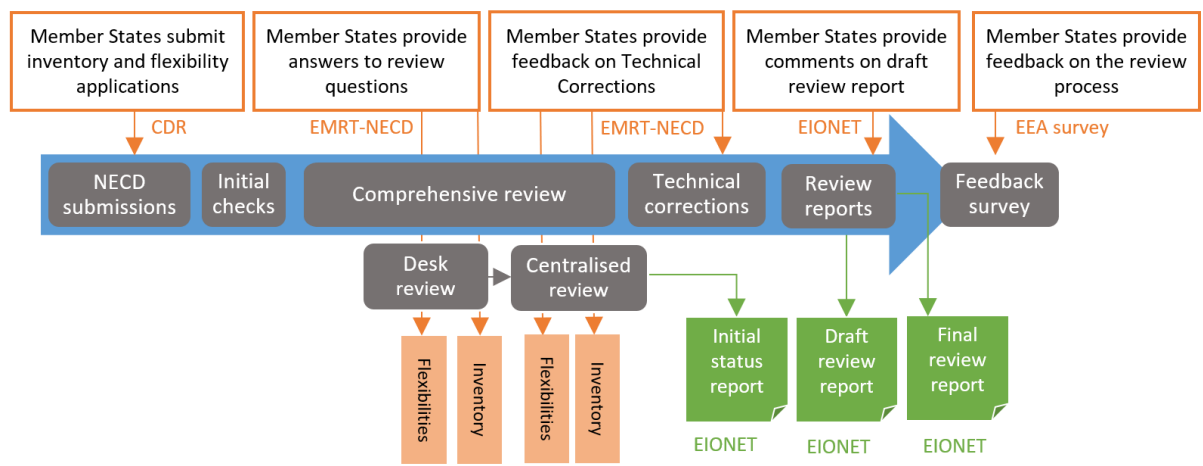 Member States submit
inventory and flexibility
applications
Member States provide
answers to review
questions
Member States provide
feedback on Technical
Corrections
Member States provide
comments on draft
review report
Member States provide
feedback on the review
process
CDR
EMRT-NECD
EMRT-NECD
EIONET
EEA survey
NECD
submissions
Initial
checks
Comprehensive review
Technical
corrections
Review
reports
Feedback
survey
Desk
review
Centralised
review
Flexibilities
Inventory
Flexibilities
Inventory
Initial
status
report
Draft
review
report
Final
review
report
EIONET
EIONET
EIONET